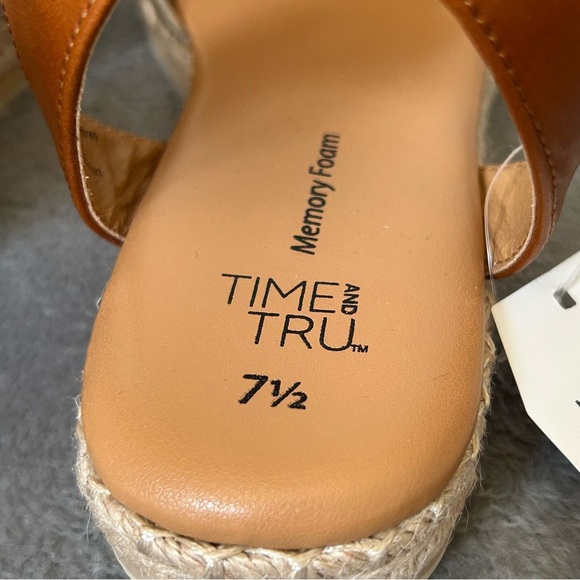 Memory Foam
TIME AND
TRU™
7½